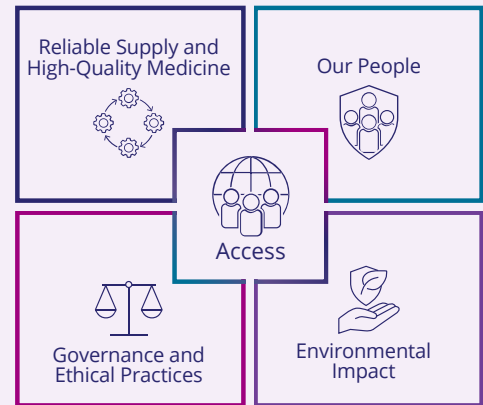 Reliable Supply and
High-Quality Medicine
Our People
Access
Governance and
Ethical Practices
Environmental
Impact